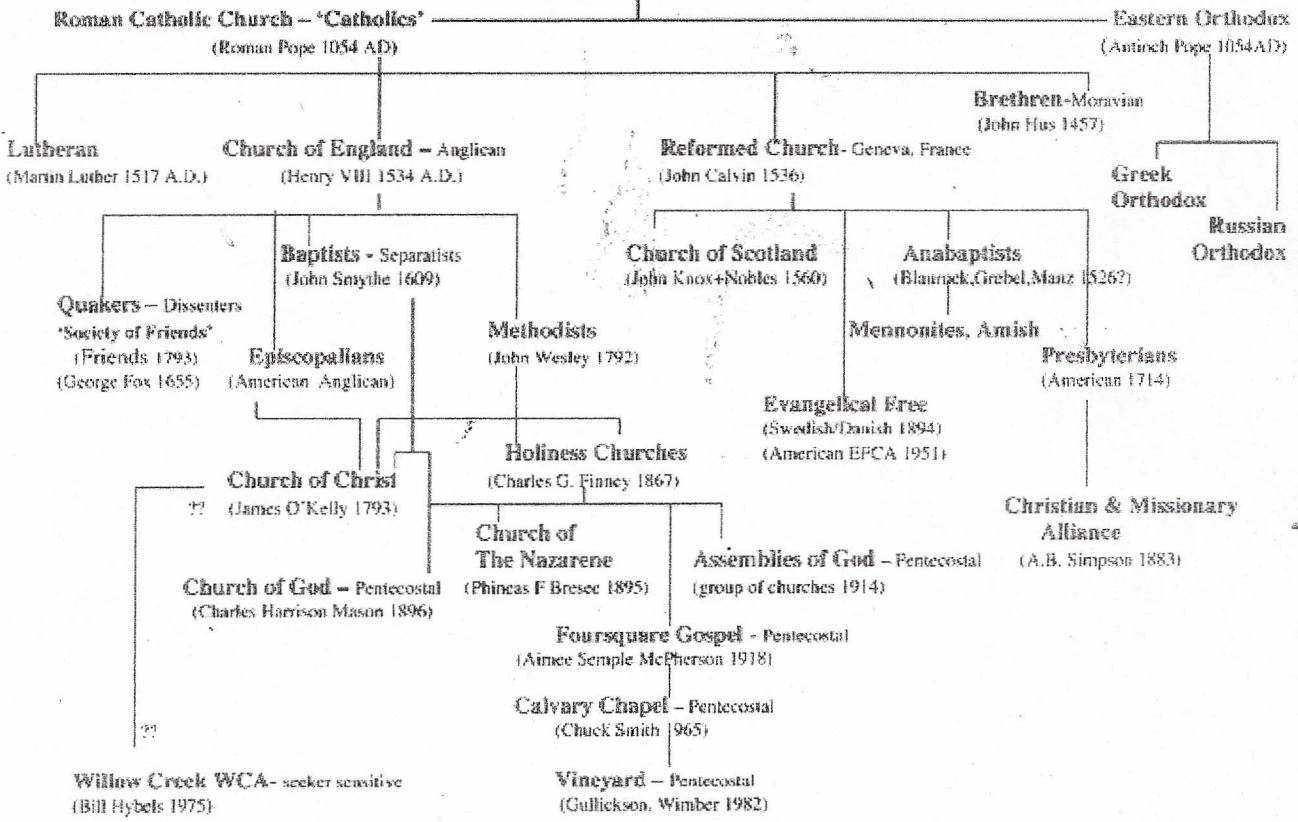 Roman Catholic Church – 'Catholics'
(Roman Pope 1054 AD)
Eastern Orthodox
(Antioch Pope 1054AD)
Brethren-Moravian
(John Hus 1457)
Lutheran
(Martin Luther 1517 A.D.)
Church of England – Anglican
(Henry VIII 1534 A.D.)
Reformed Church- Geneva, France
(John Calvin 1536)
Greek
Orthodox
Russian
Orthodox
Baptists - Separatists
(John Smythe 1609)
Church of Scotland
(John Knox+Nobles 1560)
Anabaptists
(Blaurock,Grebel,Manz 1526?)
Quakers – Dissenters
'Society of Friends'
(Friends 1793)
(George Fox 1655)
Episcopalians
(American Anglican)
Methodists
(John Wesley 1792)
Mennonites, Amish
Presbyterians
(American 1714)
Evangelical Free
(Swedish/Danish 1894)
(American EFCA 1951)
Holiness Churches
(Charles G. Finney 1867)
Church of Christ
?? (James O'Kelly 1793)
Christian & Missionary
Alliance
(A.B. Simpson 1883)
Church of
The Nazarene
(Phineas F Bresee 1895)
Assemblies of God – Pentecostal
(group of churches 1914)
Church of God – Pentecostal
(Charles Harrison Mason 1896)
Foursquare Gospel - Pentecostal
(Aimee Semple McPherson 1918)
Calvary Chapel – Pentecostal
(Chuck Smith 1965)
??
Willow Creek WCA- seeker sensitive
(Bill Hybels 1975)
Vineyard – Pentecostal
(Gullickson, Wimber 1982)